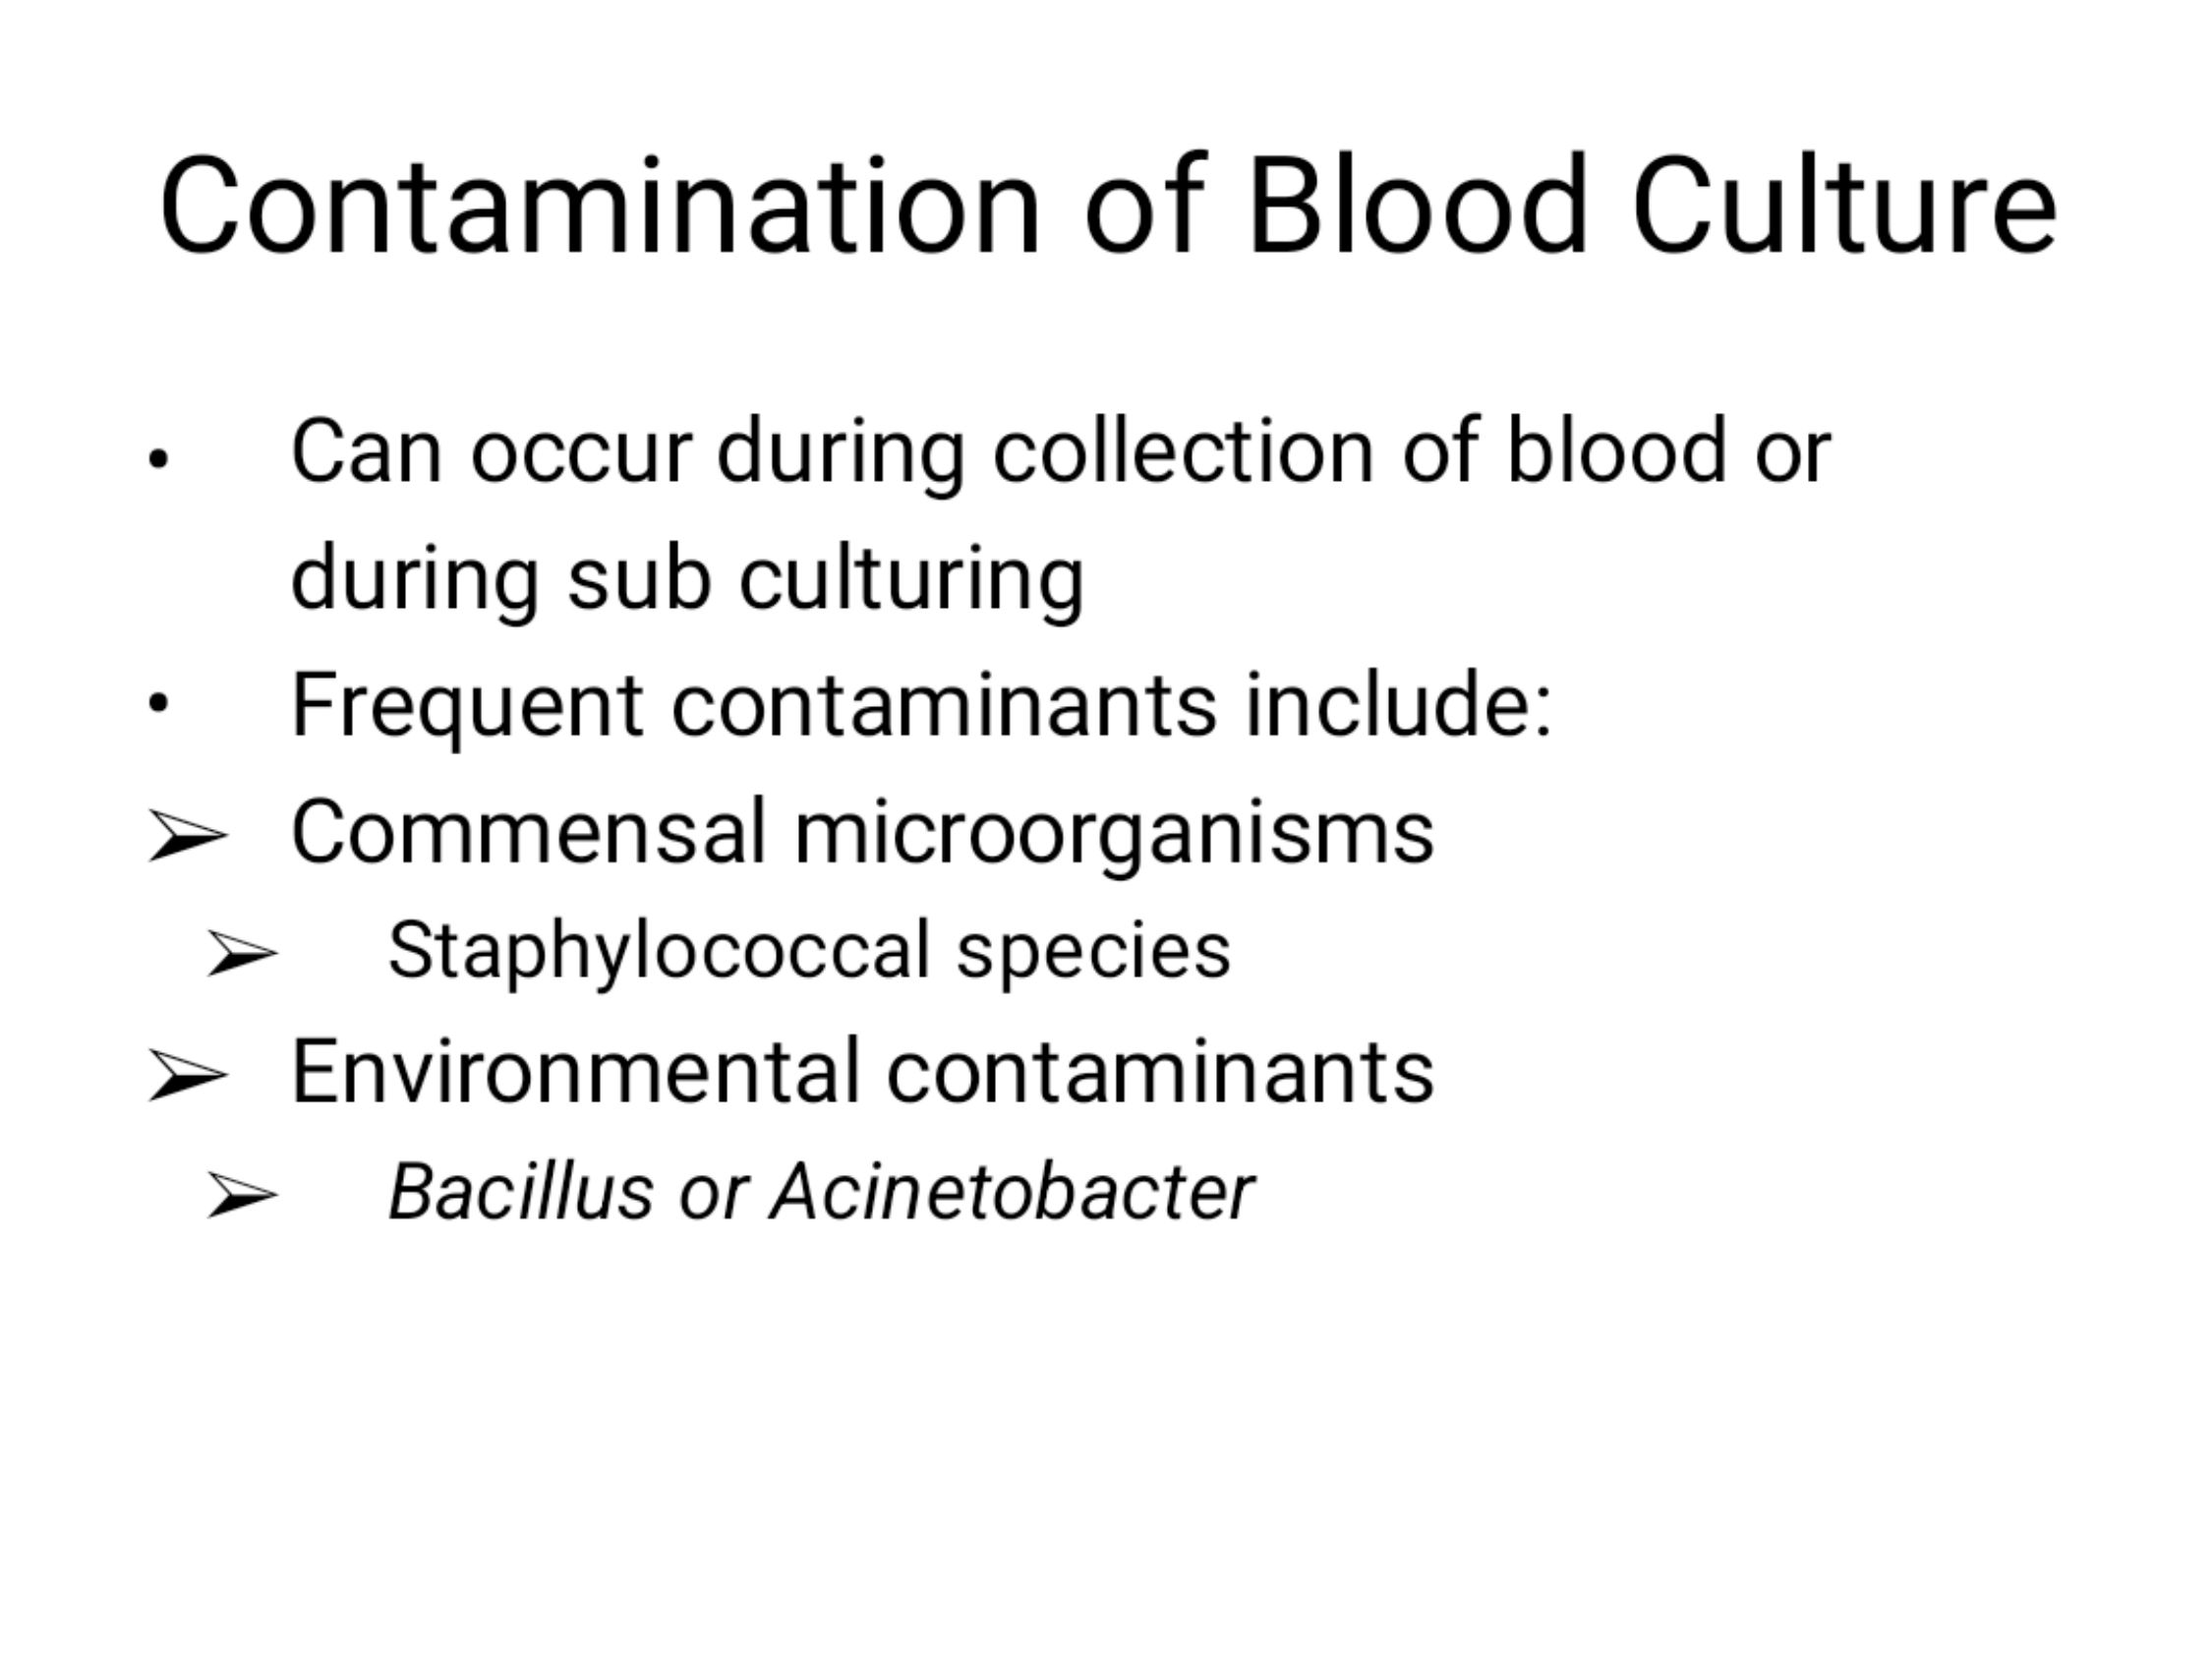 Contamination of Blood Culture
• Can occur during collection of blood or
during sub culturing
• Frequent contaminants include:
➢ Commensal microorganisms
➢ Staphylococcal species
➢ Environmental contaminants
➢ Bacillus or Acinetobacter